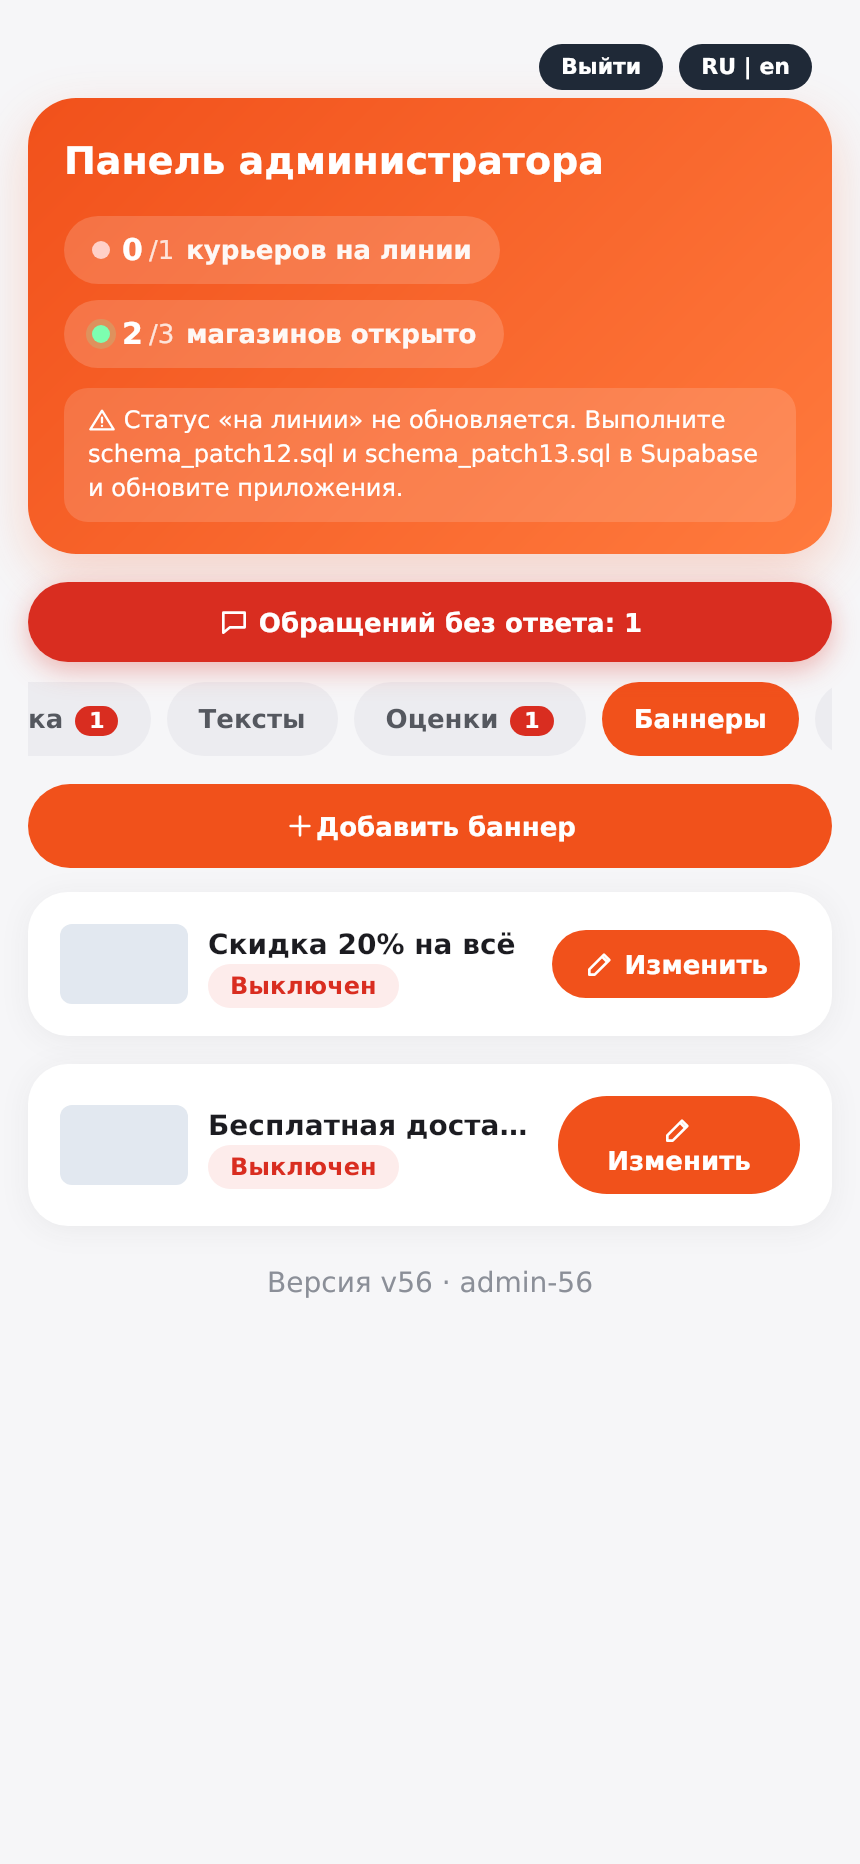 Выйти
RU | en
Панель администратора
0 /1 курьеров на линии
2 /3 магазинов открыто
Статус «на линии» не обновляется. Выполните
schema_patch12.sql и schema_patch13.sql в Supabase
и обновите приложения.
Обращений без ответа: 1
ка 1
Тексты
Оценки 1
Баннеры
Добавить баннер
Скидка 20% на всё
Выключен
Изменить
Бесплатная доста...
Выключен
Изменить
Версия v56 · admin-56